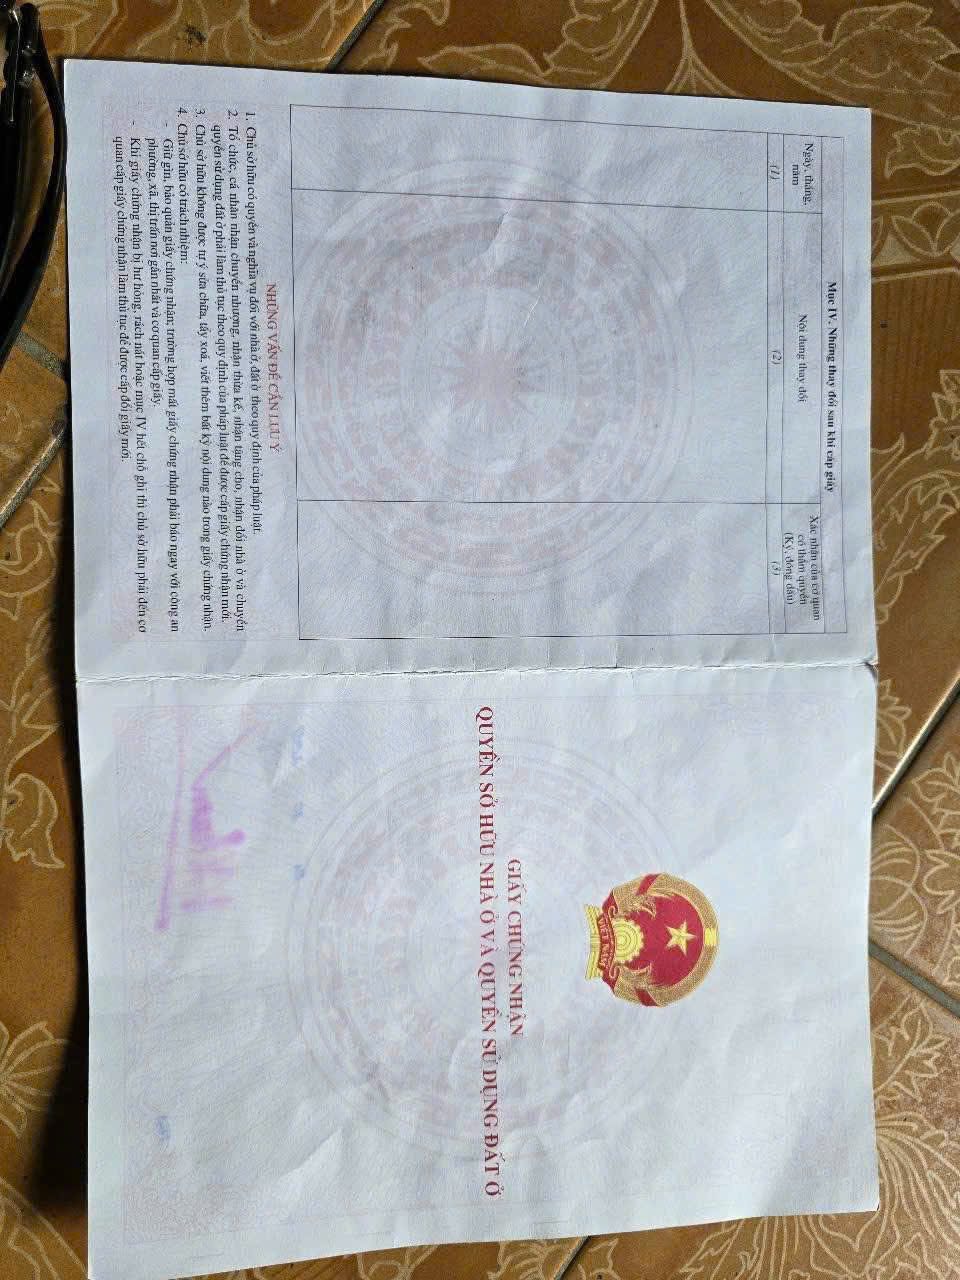 Mục IV. Những thay đổi sau khi cấp giấy
Ngày, tháng,
năm
Nội dung thay đổi
Xác nhận của cơ quan
có thẩm quyền
(Ký, đóng dấu)
(1)
(2)
(3)
NHỮNG VẤN ĐỀ CẦN LƯU Ý
1. Chủ sở hữu có quyền và nghĩa vụ đối với nhà ở, đất ở theo quy định của pháp luật.
2. Tổ chức, cá nhân nhận chuyển nhượng, nhận thừa kế, nhận tặng cho, nhận đổi nhà ở và chuyển
quyền sử dụng đất ở phải làm thủ tục theo quy định của pháp luật để được cấp giấy chứng nhận mới.
3. Chủ sở hữu không được tự ý sửa chữa, tẩy xoá, viết thêm bất kỳ nội dung nào trong giấy chứng nhận.
4. Chủ sở hữu có trách nhiệm:
- Giữ gìn, bảo quản giấy chứng nhận; trường hợp mất giấy chứng nhận phải báo ngay với công an
phường, xã, thị trấn nơi gần nhất và cơ quan cấp giấy.
- Khi giấy chứng nhận bị hư hỏng, rách nát hoặc mục IV hết chỗ ghi thì chủ sở hữu phải đến cơ
quan cấp giấy chứng nhận làm thủ tục để được cấp đổi giấy mới.
VIỆT NAM
GIẤY CHỨNG NHẬN
QUYỀN SỞ HỮU NHÀ Ở VÀ QUYỀN SỬ DỤNG ĐẤT Ở